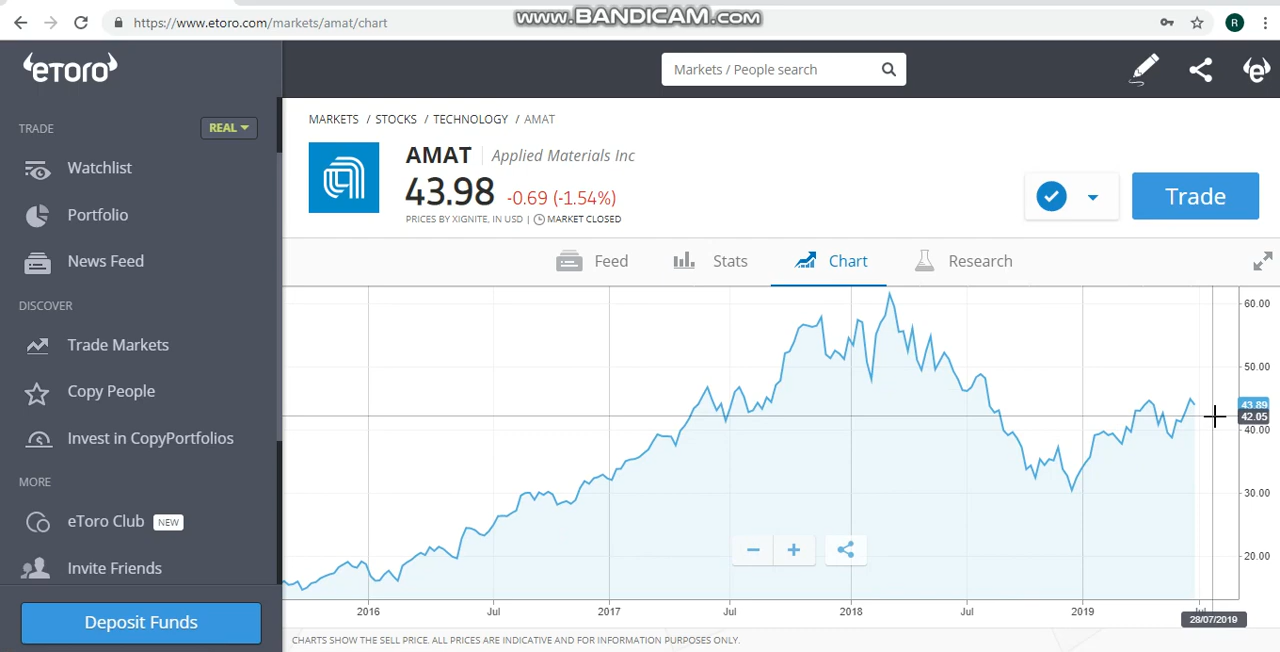 https://www.etoro.com/markets/amat/chart
www.BANDICAM.com
R
eToro
Markets / People search
TRADE
REAL
Watchlist
Portfolio
News Feed
DISCOVER
Trade Markets
Copy People
Invest in CopyPortfolios
MORE
eToro Club NEW
Invite Friends
Deposit Funds
MARKETS / STOCKS / TECHNOLOGY / AMAT
AMAT Applied Materials Inc
43.98 -0.69 (-1.54%)
PRICES BY XIGNITE, IN USD | MARKET CLOSED
Trade
Feed Stats Chart Research
60.00
50.00
43.89
42.05
40.00
30.00
20.00
2016 Jul 2017 Jul 2018 Jul 2019 Jul
28/07/2019
CHARTS SHOW THE SELL PRICE. ALL PRICES ARE INDICATIVE AND FOR INFORMATION PURPOSES ONLY.